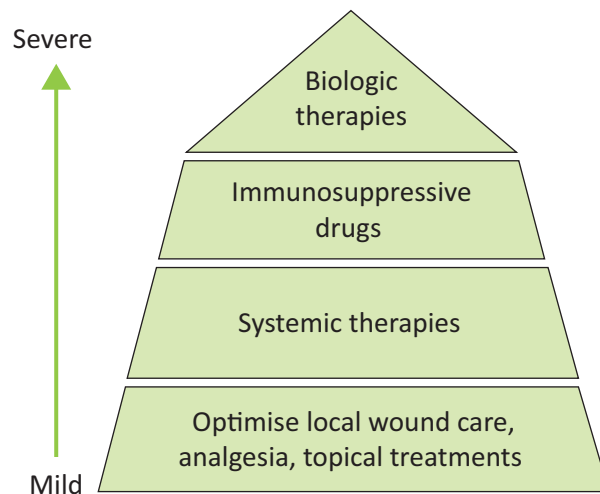 Severe
Biologic
therapies
Immunosuppressive
drugs
Systemic therapies
Optimise local wound care,
analgesia, topical treatments
Mild